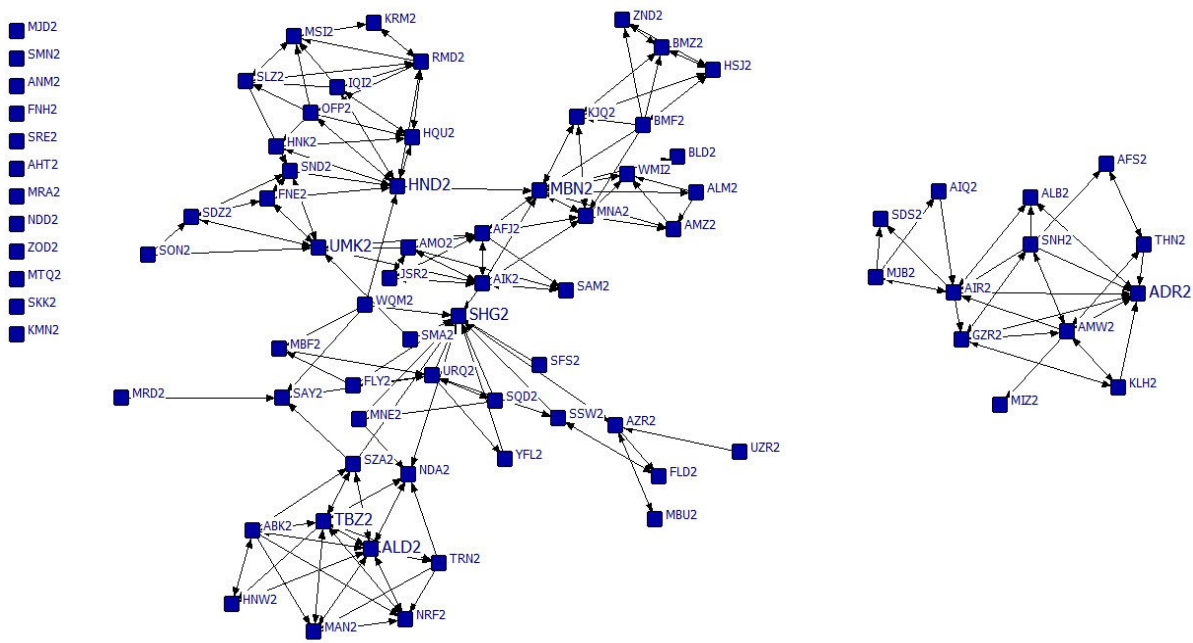 MJD2
SMN2
ANM2
FNH2
SRE2
AHT2
MRA2
NDD2
ZOD2
MTQ2
SKK2
KMN2
KRM2
MSI2
RMD2
SLZ2
IQI2
OFP2
HQU2
HNK2
SND2
HND2
FNE2
SDZ2
SON2
UMK2
AMO2
JSR2
AFJ2
AIK2
SAM2
ZND2
BMZ2
HSJ2
KJQ2
BMF2
BLD2
WMI2
MBN2
ALM2
MNA2
AMZ2
WQM2
SHG2
SMA2
MBF2
SFS2
URQ2
FLY2
SAY2
MRD2
SQD2
MNE2
SSW2
AZR2
UZR2
YFL2
FLD2
MBU2
SZA2
NDA2
TBZ2
ABK2
ALD2
TRN2
HNW2
NRF2
MAN2
AFS2
AIQ2
ALB2
SDS2
SNH2
THN2
MJB2
AIR2
ADR2
GZR2
AMW2
KLH2
MIZ2